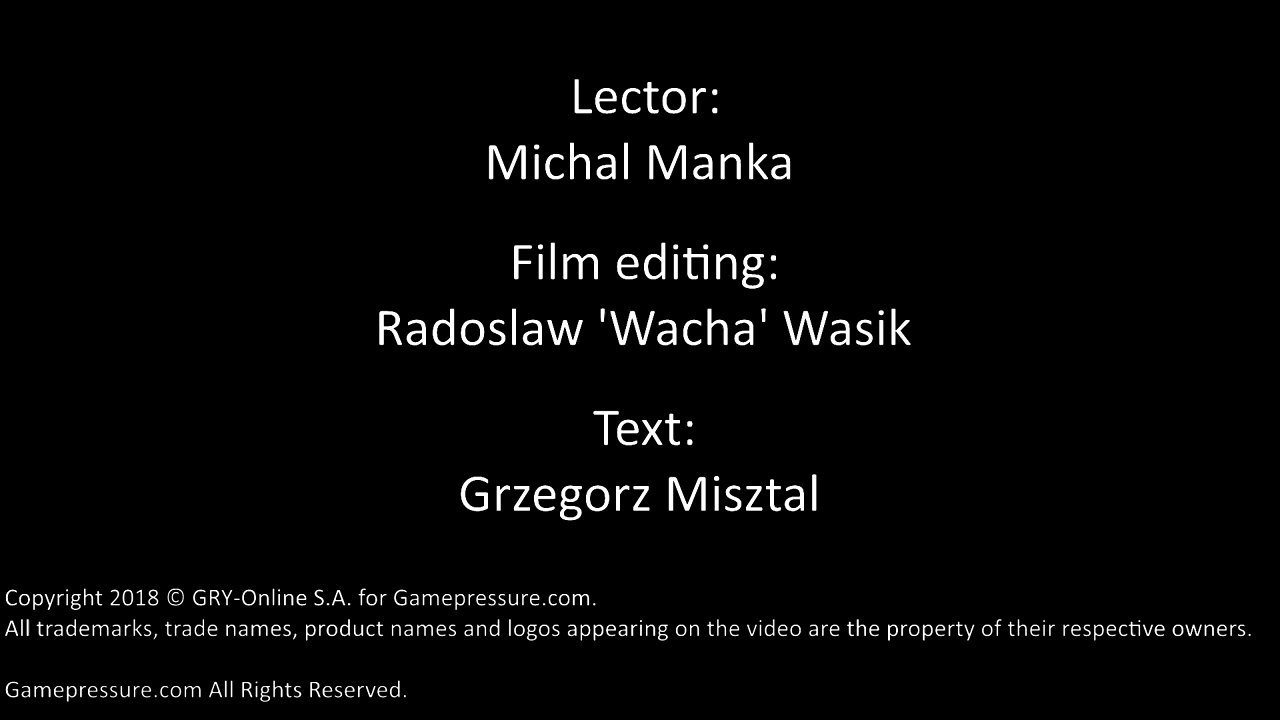 Lector:
Michal Manka
Film editing:
Radoslaw 'Wacha' Wasik
Text:
Grzegorz Misztal
Copyright 2018 © GRY-Online S.A. for Gamepressure.com.
All trademarks, trade names, product names and logos appearing on the video are the property of their respective owners.
Gamepressure.com All Rights Reserved.